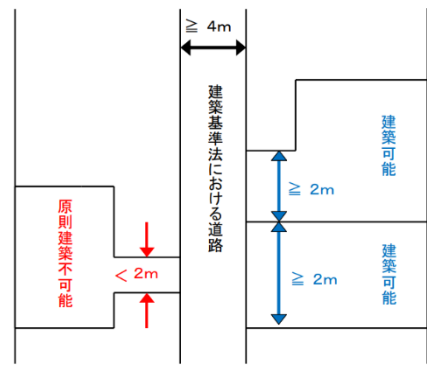 ≧ 4m
建築基準法における道路
建築可能
≧ 2m
原則建築不可能
< 2m
≧ 2m
建築可能